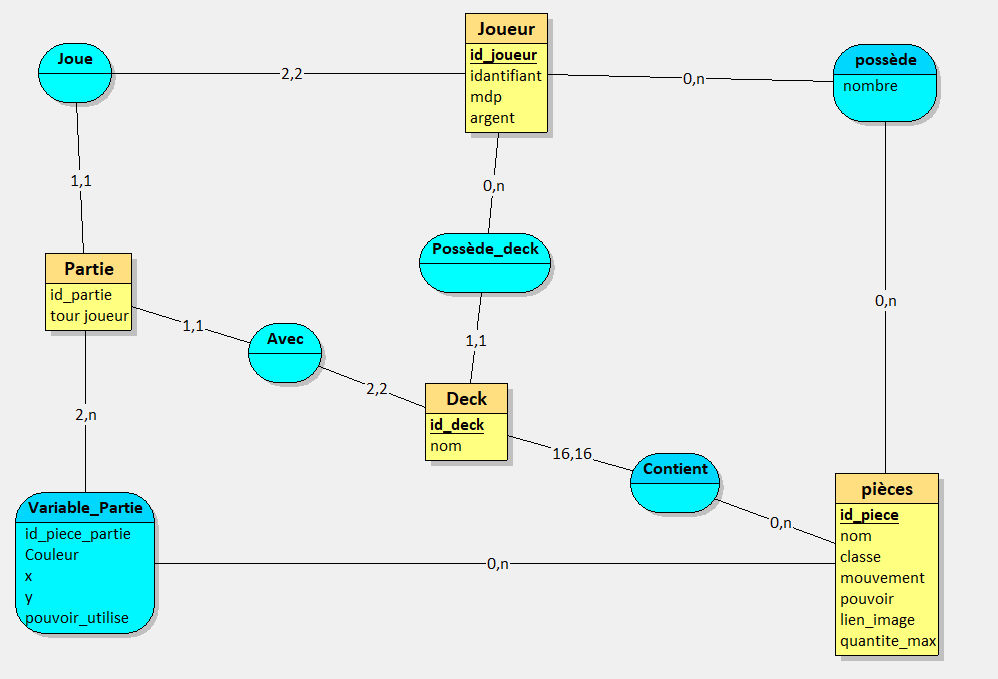 Joueur
id_joueur
idantifiant
mdp
argent
Joue
possède
nombre
2,2
0,n
1,1
0,n
Possède_deck
Partie
id_partie
tour joueur
0,n
1,1
Avec
1,1
2,2
Deck
id_deck
nom
2,n
16,16
Contient
0,n
pièces
id_piece
nom
classe
mouvement
pouvoir
lien_image
quantite_max
Variable_Partie
id_piece_partie
Couleur
x
y
pouvoir_utilise
0,n